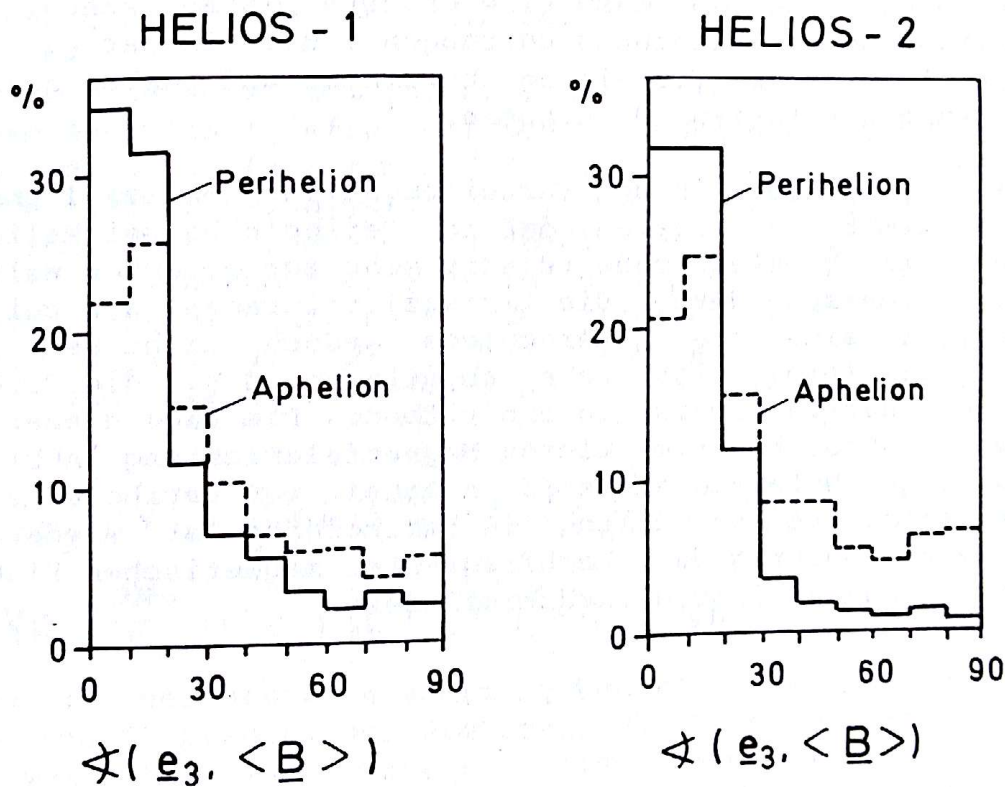 HELIOS - 1
%
30
20
10
0
Perihelion
Aphelion
0 30 60 90
∢( e3, < B > )
HELIOS - 2
%
30
20
10
0
Perihelion
Aphelion
0 30 60 90
∢ ( e3, < B >)